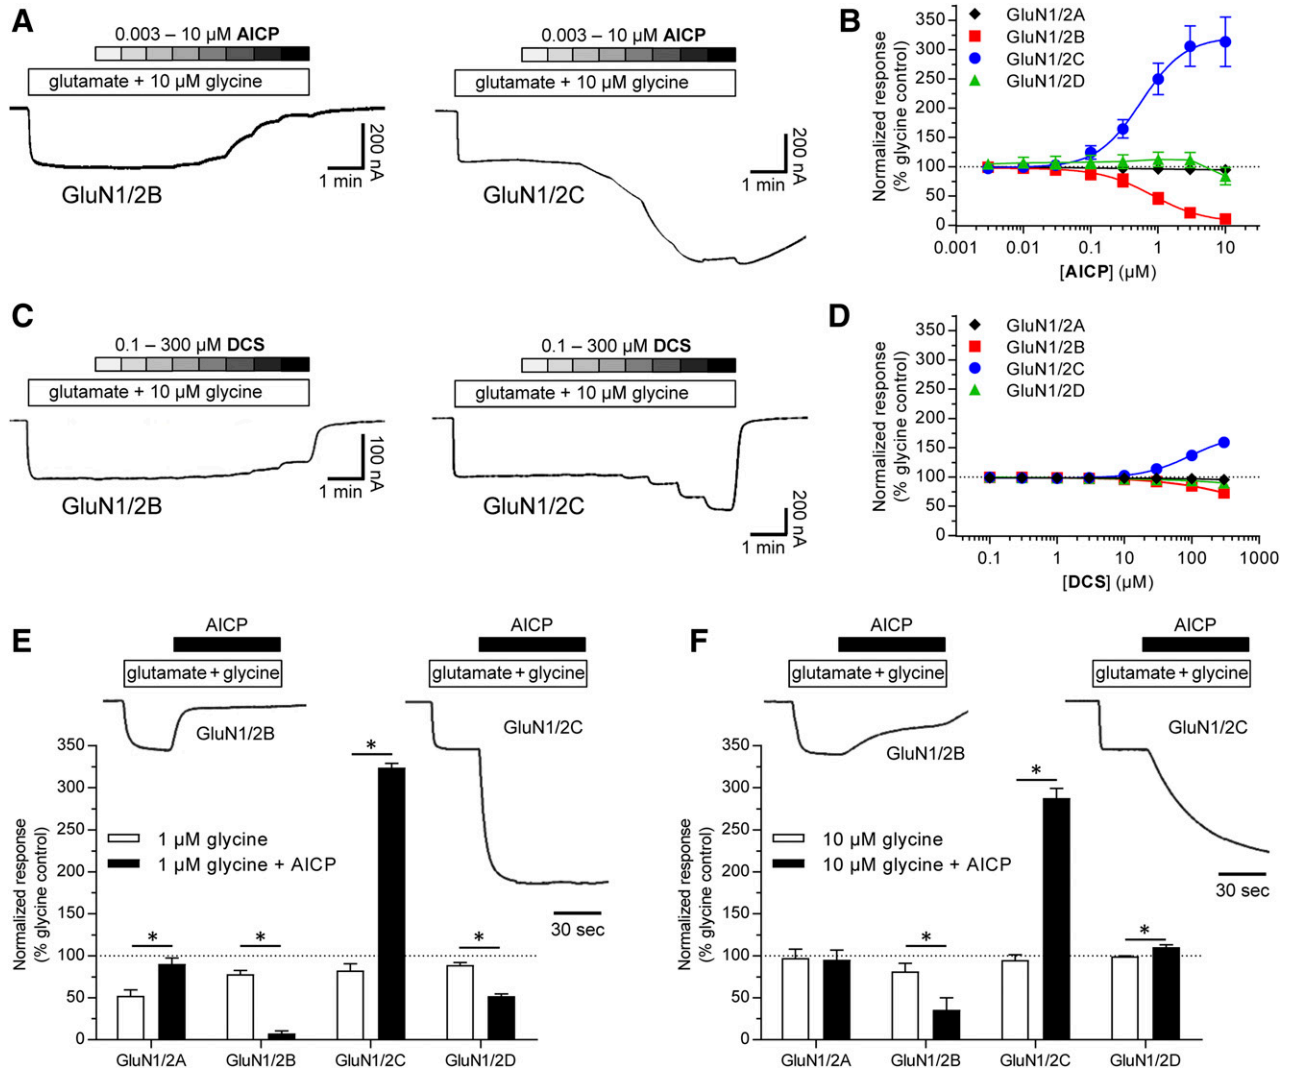 A
0.003 – 10 µM AICP
glutamate + 10 µM glycine
GluN1/2B
200 nA
1 min
0.003 – 10 µM AICP
glutamate + 10 µM glycine
GluN1/2C
200 nA
1 min
B
GluN1/2A
GluN1/2B
GluN1/2C
GluN1/2D
Normalized response
(% glycine control)
350
300
250
200
150
100
50
0
0.001 0.01 0.1 1 10
[AICP] (µM)
C
0.1 – 300 µM DCS
glutamate + 10 µM glycine
GluN1/2B
100 nA
1 min
0.1 – 300 µM DCS
glutamate + 10 µM glycine
GluN1/2C
200 nA
1 min
D
GluN1/2A
GluN1/2B
GluN1/2C
GluN1/2D
Normalized response
(% glycine control)
350
300
250
200
150
100
50
0
0.1 1 10 100 1000
[DCS] (µM)
E
AICP
glutamate + glycine
GluN1/2B
AICP
glutamate + glycine
GluN1/2C
30 sec
1 µM glycine
1 µM glycine + AICP
Normalized response
(% glycine control)
350
300
250
200
150
100
50
0
* * * *
GluN1/2A GluN1/2B GluN1/2C GluN1/2D
F
AICP
glutamate + glycine
GluN1/2B
AICP
glutamate + glycine
GluN1/2C
30 sec
10 µM glycine
10 µM glycine + AICP
Normalized response
(% glycine control)
350
300
250
200
150
100
50
0
* * *
GluN1/2A GluN1/2B GluN1/2C GluN1/2D